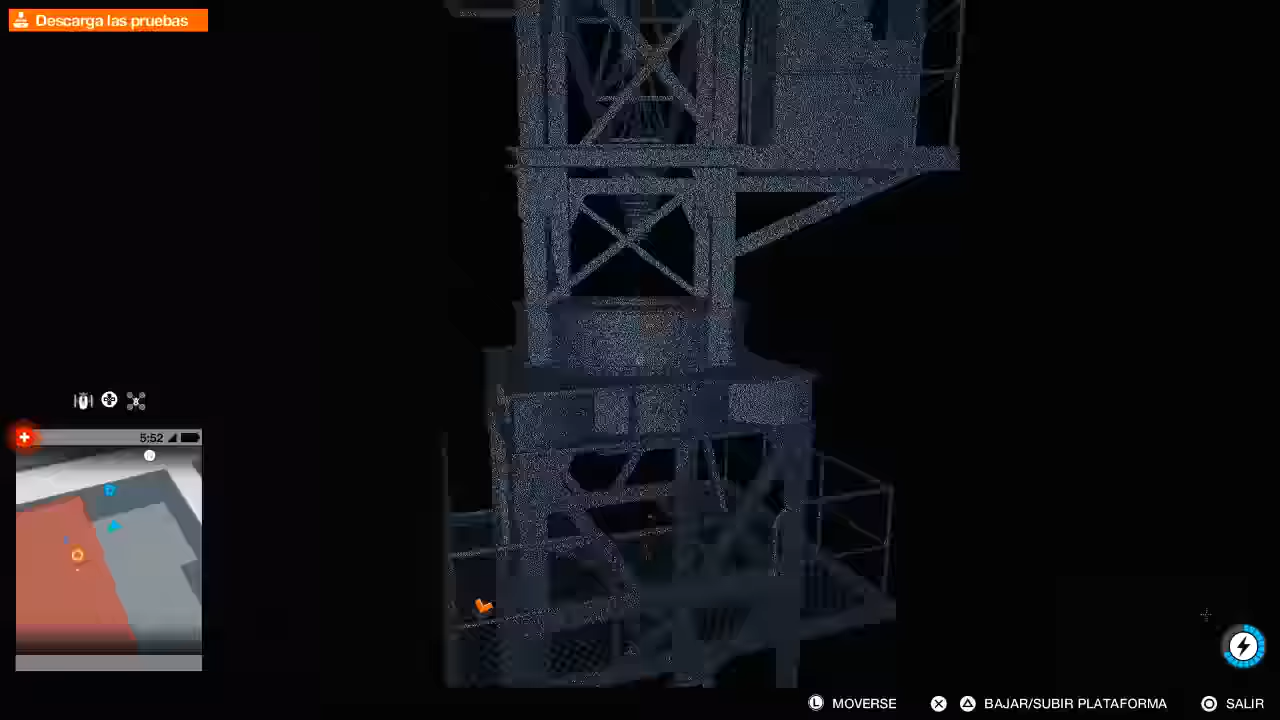 Descarga las pruebas
5:52
L MOVERSE
BAJAR/SUBIR PLATAFORMA
SALIR